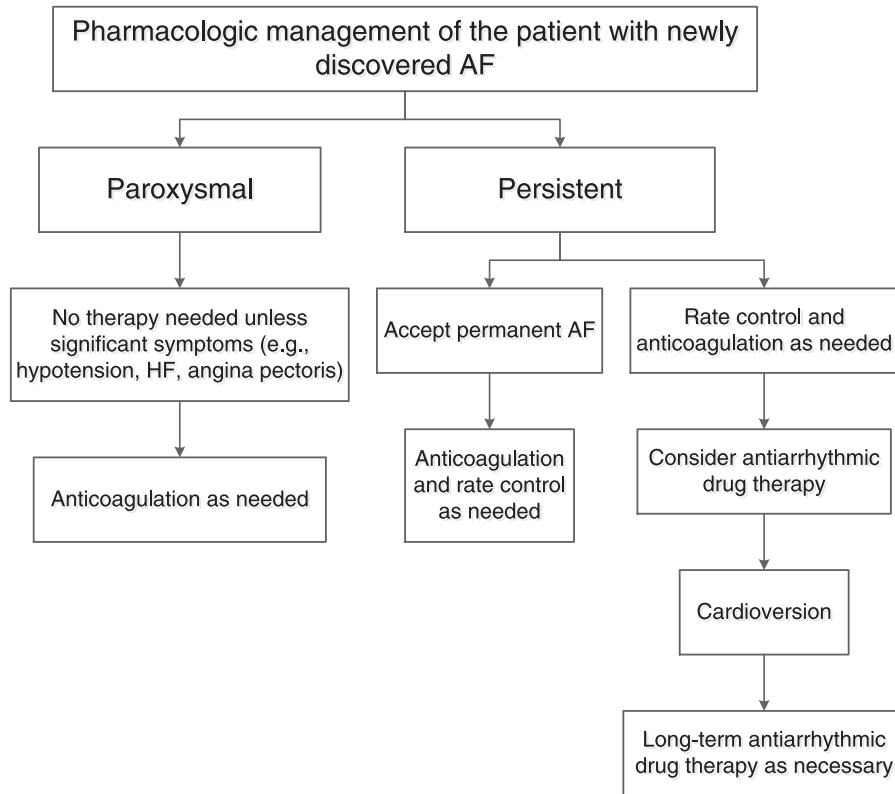 Pharmacologic management of the patient with newly
discovered AF
Paroxysmal
Persistent
No therapy needed unless
significant symptoms (e.g.,
hypotension, HF, angina pectoris)
Accept permanent AF
Rate control and
anticoagulation as needed
Anticoagulation as needed
Anticoagulation
and rate control
as needed
Consider antiarrhythmic
drug therapy
Cardioversion
Long-term antiarrhythmic
drug therapy as necessary